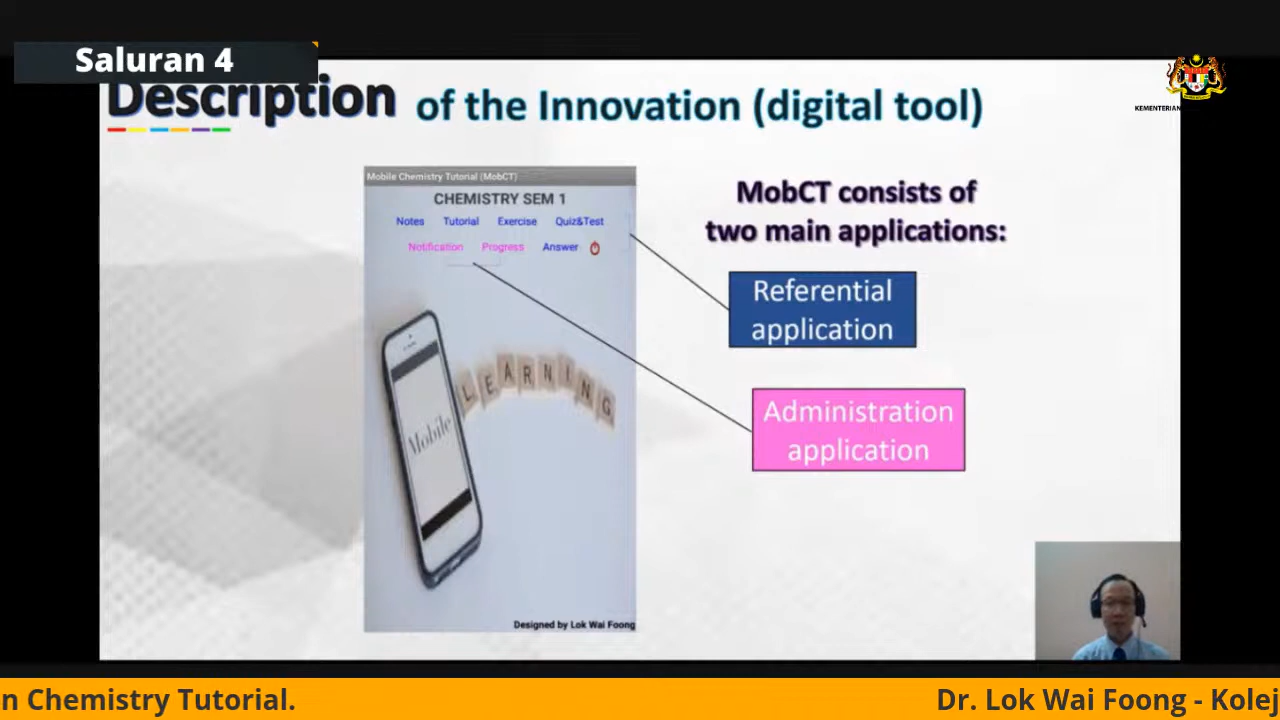 Saluran 4
Description of the Innovation (digital tool)
KEMENTERIAN
Mobile Chemistry Tutorial (MobCT)
CHEMISTRY SEM 1
Notes Tutorial Exercise Quiz&Test
Notification Progress Answer
LEARNING
Mobile
Designed by Lok Wai Foong
MobCT consists of
two main applications:
Referential
application
Administration
application
n Chemistry Tutorial.
Dr. Lok Wai Foong - Kolej